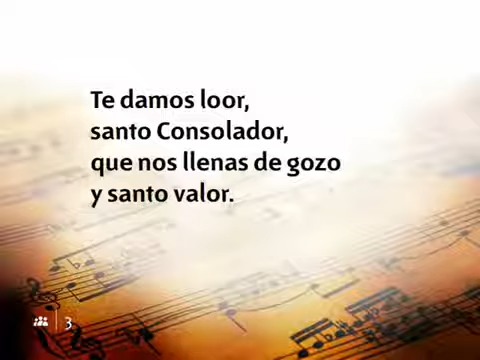 Te damos loor,
santo Consolador,
que nos llenas de gozo
y santo valor.
3